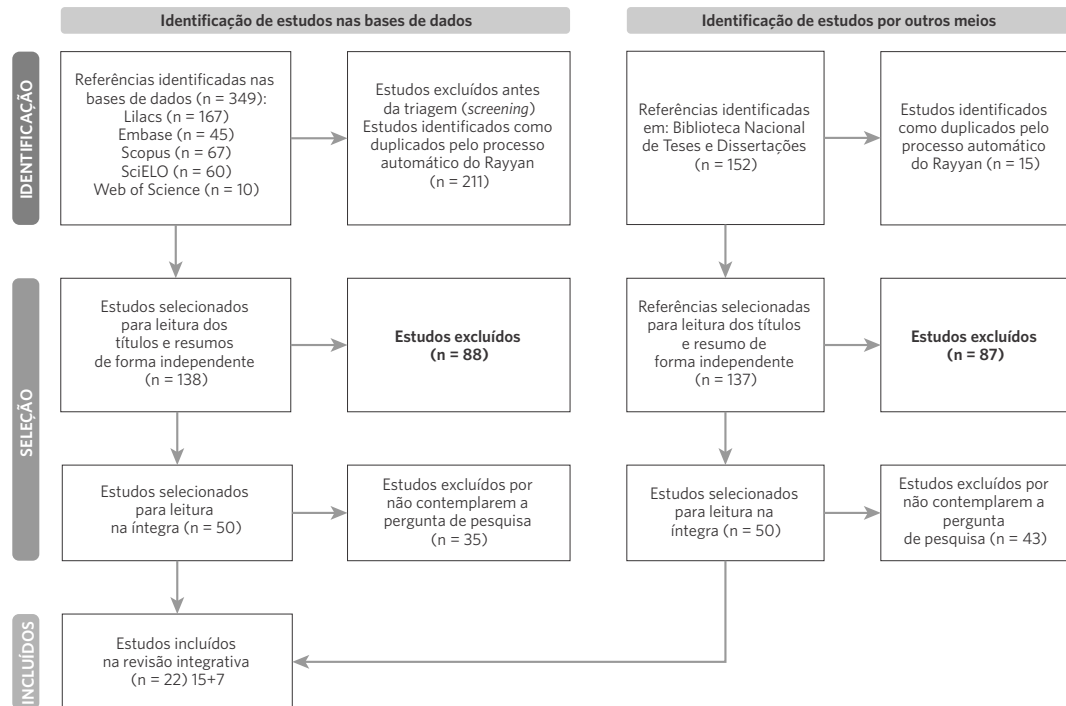 Identificação de estudos nas bases de dados
Identificação de estudos por outros meios
IDENTIFICAÇÃO
Referências identificadas nas
bases de dados (n = 349):
Lilacs (n = 167)
Embase (n = 45)
Scopus (n = 67)
SciELO (n = 60)
Web of Science (n = 10)
Estudos excluídos antes
da triagem (screening)
Estudos identificados como
duplicados pelo processo
automático do Rayyan
(n = 211)
Referências identificadas
em: Biblioteca Nacional
de Teses e Dissertações
(n = 152)
Estudos identificados
como duplicados pelo
processo automático
do Rayyan (n = 15)
SELEÇÃO
Estudos selecionados
para leitura dos
títulos e resumos
de forma independente
(n = 138)
Estudos excluídos
(n = 88)
Referências selecionadas
para leitura dos títulos
e resumo de
forma independente
(n = 137)
Estudos excluídos
(n = 87)
Estudos selecionados
para leitura
na íntegra (n = 50)
Estudos excluídos por
não contemplarem a
pergunta de pesquisa
(n = 35)
Estudos selecionados
para leitura na
íntegra (n = 50)
Estudos excluídos por
não contemplarem a
pergunta
de pesquisa (n = 43)
INCLUÍDOS
Estudos incluídos
na revisão integrativa
(n = 22) 15+7